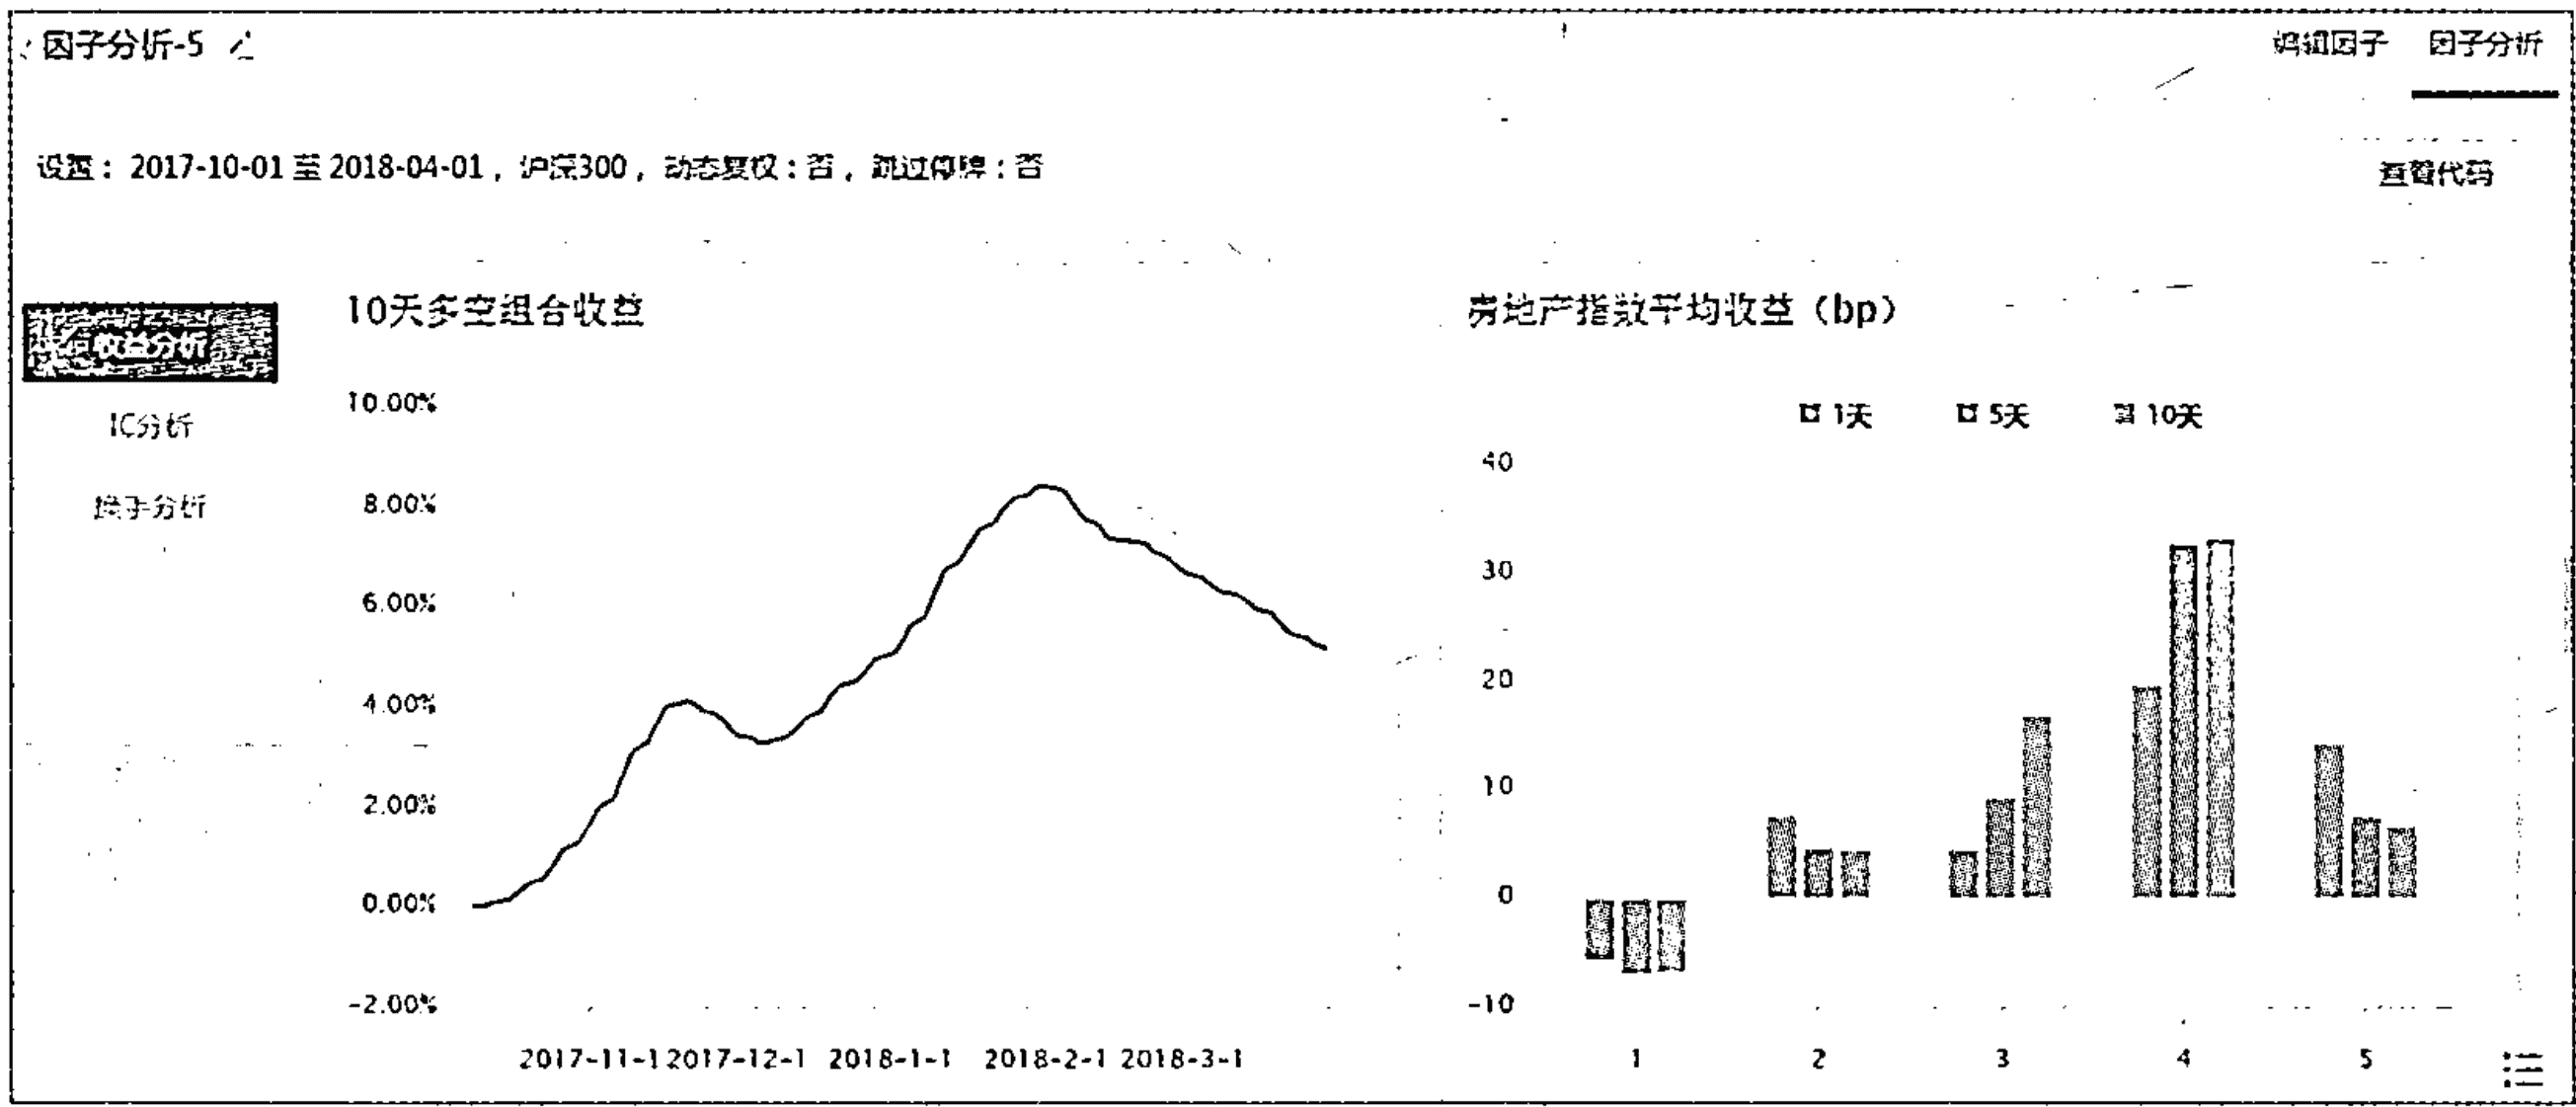 因子分析-5
编辑因子 因子分析
设置：2017-10-01 至 2018-04-01，沪深300，动态复权：否，跳过停牌：否
查看代码
收益分析
IC分析
换手分析
10天多空组合收益
10.00%
8.00%
6.00%
4.00%
2.00%
0.00%
-2.00%
2017-11-1 2017-12-1 2018-1-1 2018-2-1 2018-3-1
房地产指数平均收益（bp）
1天 5天 10天
40
30
20
10
0
-10
1 2 3 4 5